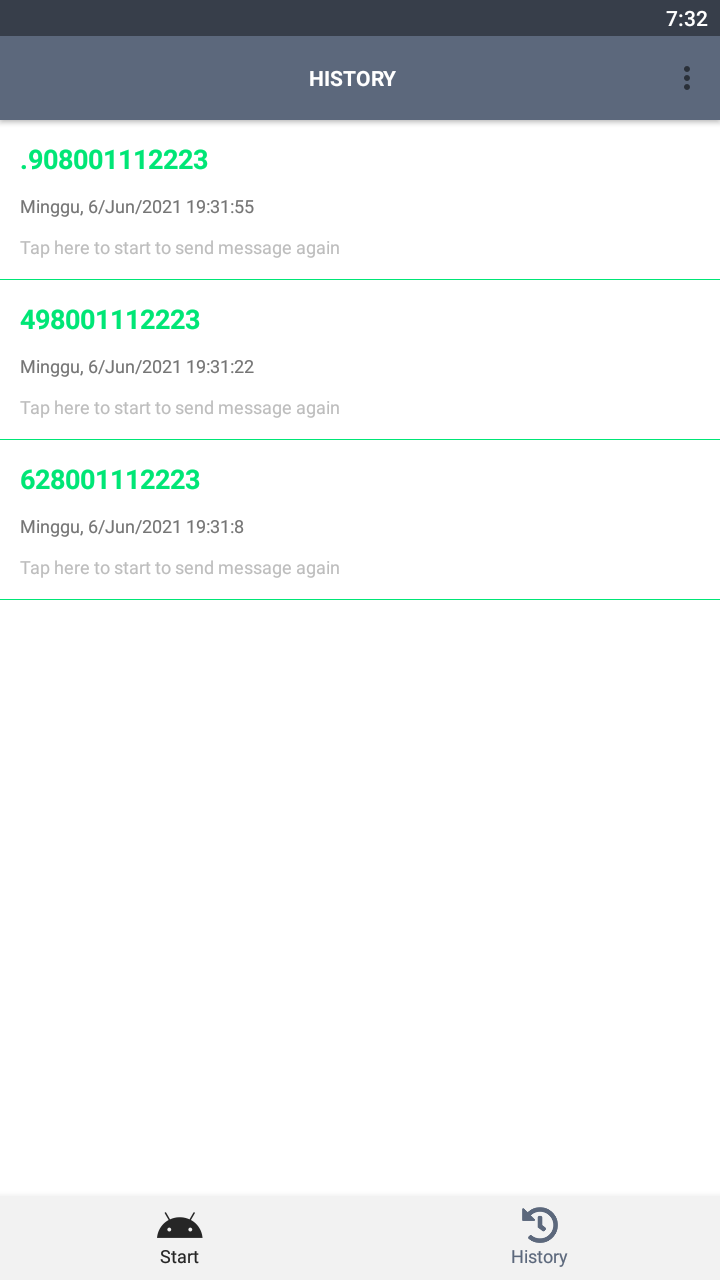 7:32
HISTORY
.908001112223
Minggu, 6/Jun/2021 19:31:55
Tap here to start to send message again
498001112223
Minggu, 6/Jun/2021 19:31:22
Tap here to start to send message again
628001112223
Minggu, 6/Jun/2021 19:31:8
Tap here to start to send message again
Start
History